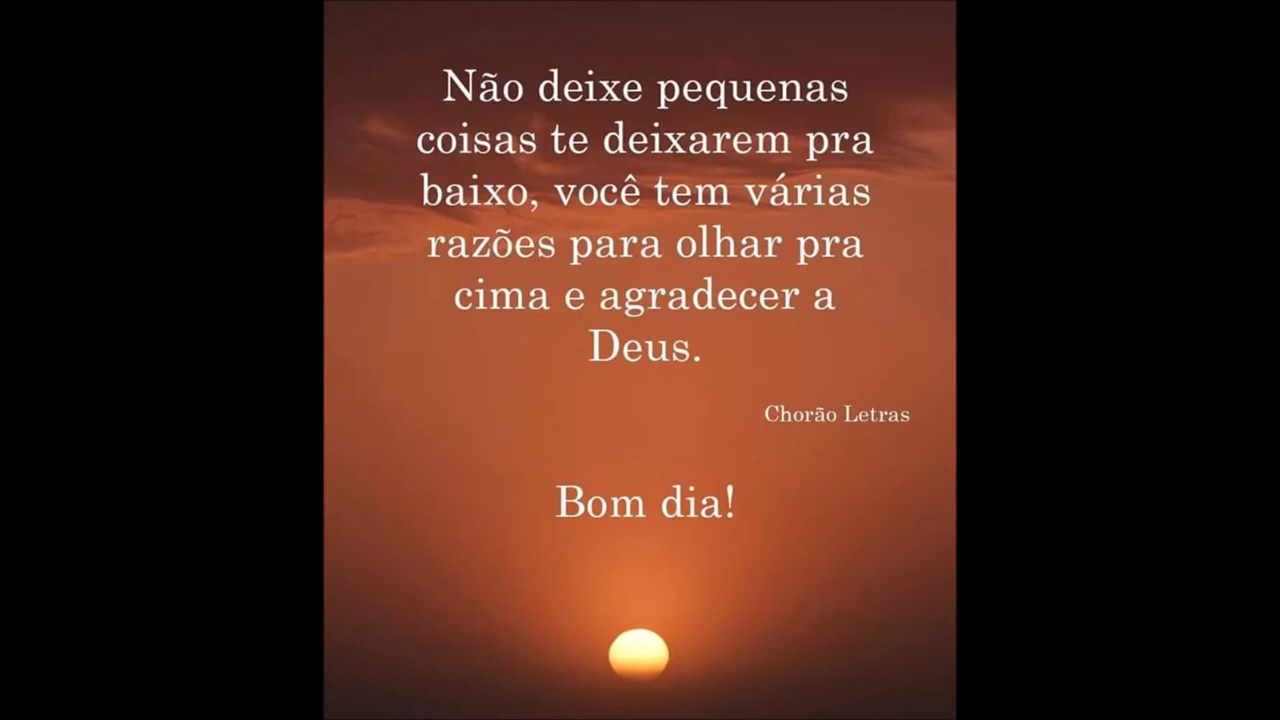 Não deixe pequenas
coisas te deixarem pra
baixo, você tem várias
razões para olhar pra
cima e agradecer a
Deus.
Chorão Letras
Bom dia!